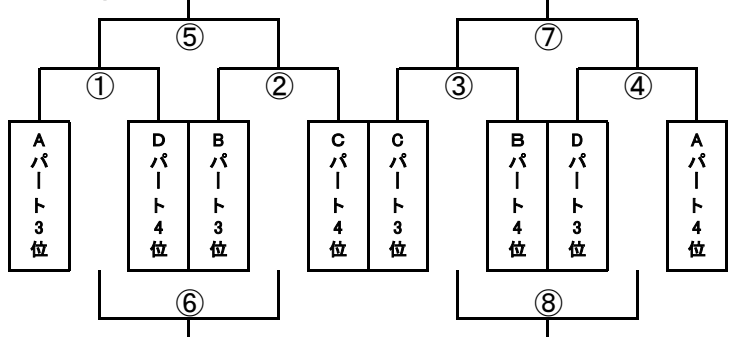 ⑤ ⑦
① ② ③ ④
Aパート3位
Dパート4位
Bパート3位
Cパート4位
Cパート3位
Bパート4位
Dパート3位
Aパート4位
⑥ ⑧